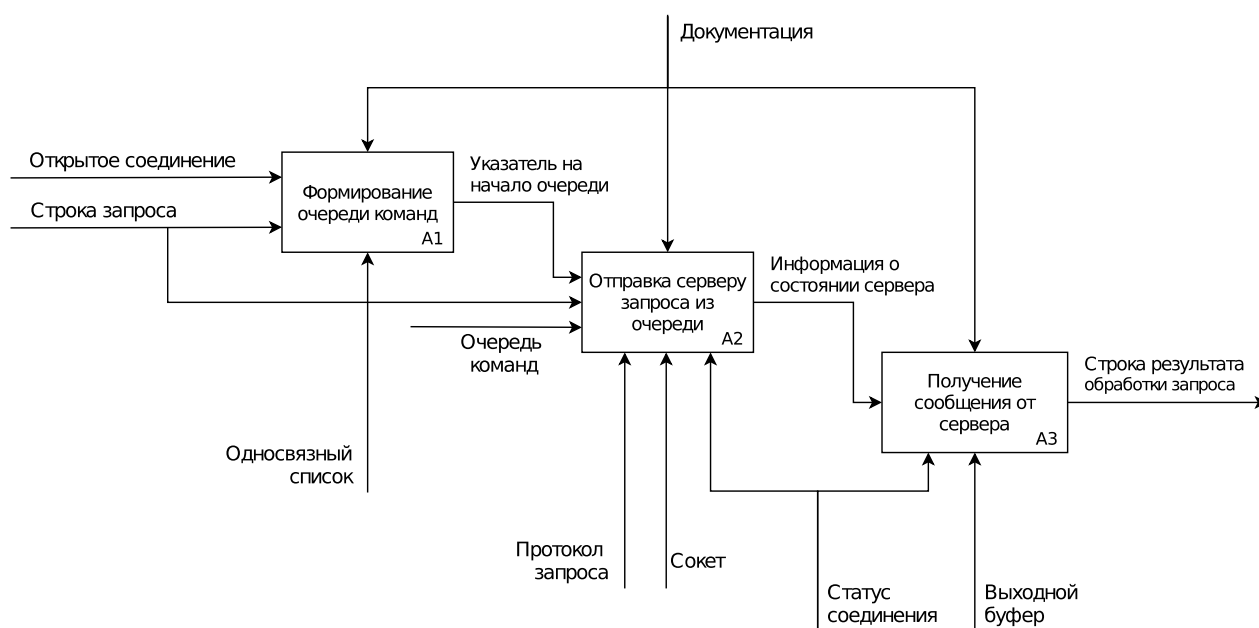 Документация
Открытое соединение
Строка запроса
Формирование
очереди команд
A1
Указатель на
начало очереди
Отправка серверу
запроса из
очереди
A2
Очередь
команд
Информация о
состоянии сервера
Получение
сообщения от
сервера
A3
Строка результата
обработки запроса
Односвязный
список
Протокол
запроса
Сокет
Статус
соединения
Выходной
буфер